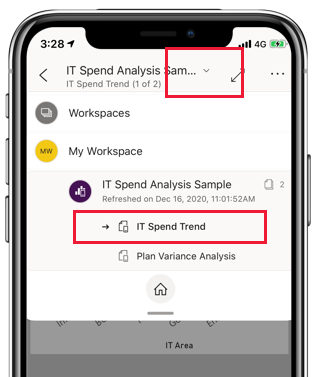 3:28 4G
IT Spend Analysis Sam...
IT Spend Trend (1 of 2)
Workspaces
MW My Workspace
IT Spend Analysis Sample 2
Refreshed on Dec 16, 2020, 11:01:52AM
IT Spend Trend
Plan Variance Analysis
IT Area